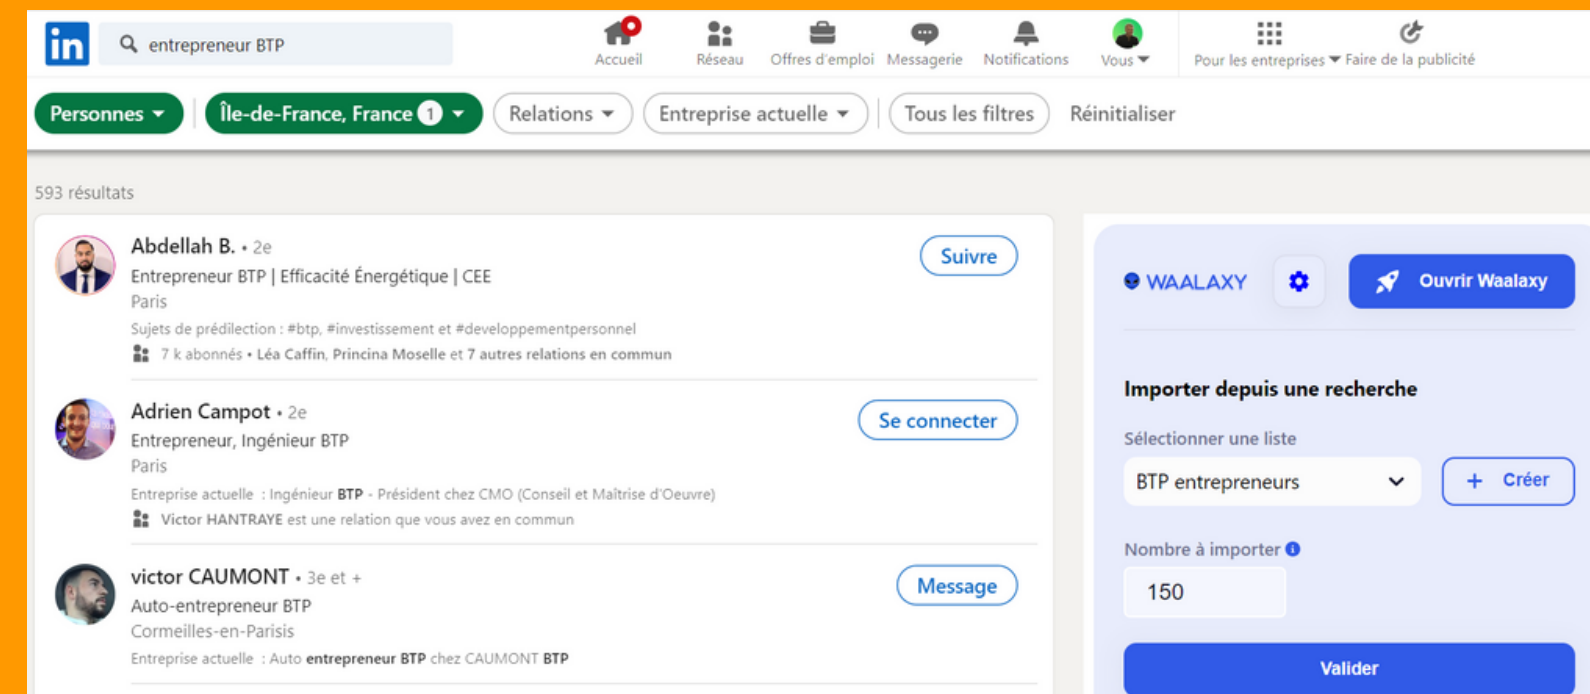 in
entrepreneur BTP
Accueil
Réseau
Offres d'emploi
Messagerie
Notifications
Vous
Pour les entreprises
Faire de la publicité
Personnes
Île-de-France, France 1
Relations
Entreprise actuelle
Tous les filtres
Réinitialiser
593 résultats
Abdellah B. • 2e
Suivre
Entrepreneur BTP | Efficacité Énergétique | CEE
Paris
Sujets de prédilection : #btp, #investissement et #developpementpersonnel
7 k abonnés • Léa Caffin, Princina Moselle et 7 autres relations en commun
Adrien Campot • 2e
Se connecter
Entrepreneur, Ingénieur BTP
Paris
Entreprise actuelle : Ingénieur BTP - Président chez CMO (Conseil et Maîtrise d'Oeuvre)
Victor HANTRAYE est une relation que vous avez en commun
victor CAUMONT • 3e et +
Message
Auto-entrepreneur BTP
Cormeilles-en-Parisis
Entreprise actuelle : Auto entrepreneur BTP chez CAUMONT BTP
WAALAXY
Ouvrir Waalaxy
Importer depuis une recherche
Sélectionner une liste
BTP entrepreneurs
+ Créer
Nombre à importer
150
Valider